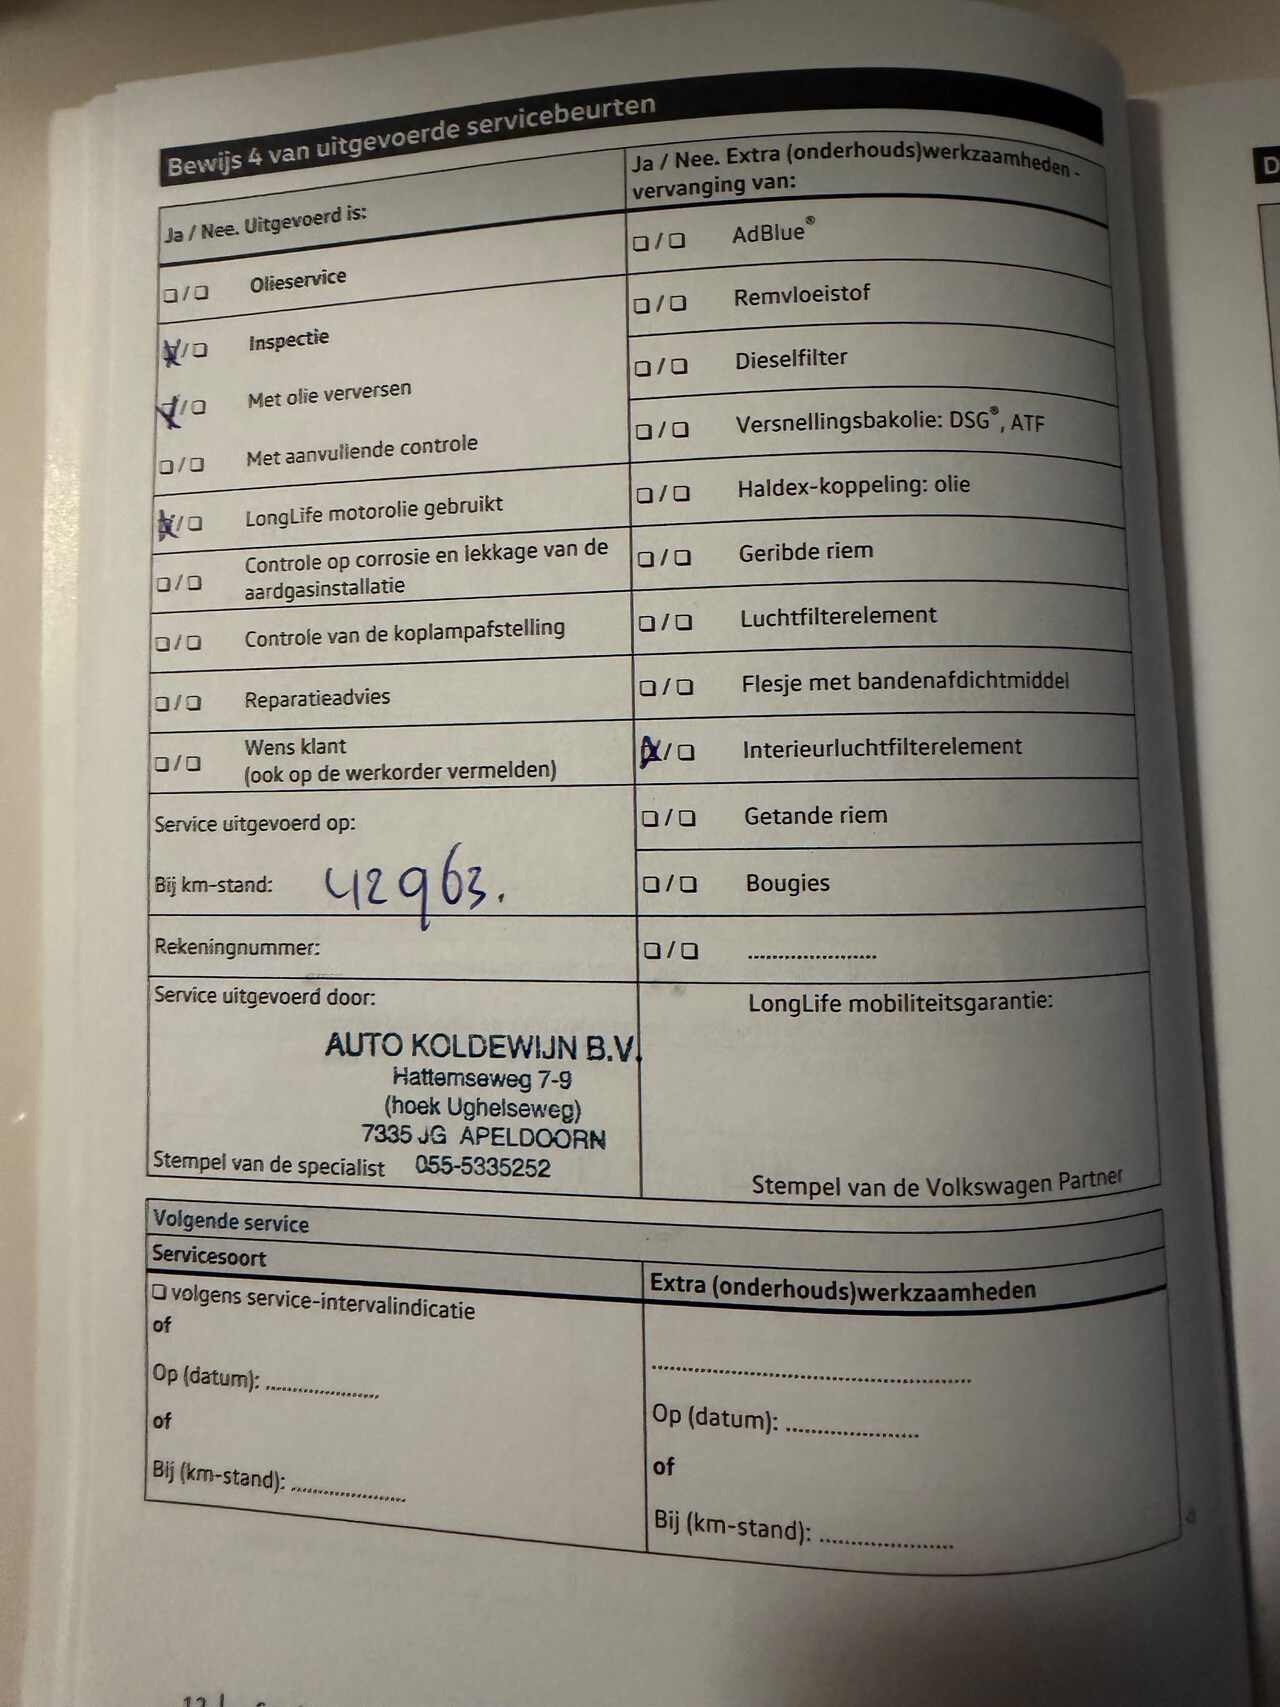 Bewijs 4 van uitgevoerde servicebeurten
Ja / Nee. Uitgevoerd is:
❑ / ❑ Olieservice
❑ / ❑ Inspectie
❑ / ❑ Met olie verversen
❑ / ❑ Met aanvullende controle
❑ / ❑ LongLife motorolie gebruikt
❑ / ❑ Controle op corrosie en lekkage van de
aardgasinstallatie
❑ / ❑ Controle van de koplampafstelling
❑ / ❑ Reparatieadvies
❑ / ❑ Wens klant
(ook op de werkorder vermelden)
Service uitgevoerd op:
Bij km-stand: 42963.
Rekeningnummer:
Service uitgevoerd door:
AUTO KOLDEWIJN B.V.
Hattemseweg 7-9
(hoek Ughelseweg)
7335 JG APELDOORN
055-5335252
Stempel van de specialist
Ja / Nee. Extra (onderhouds)werkzaamheden -
vervanging van:
❑ / ❑ AdBlue®
❑ / ❑ Remvloeistof
❑ / ❑ Dieselfilter
❑ / ❑ Versnellingsbakolie: DSG®, ATF
❑ / ❑ Haldex-koppeling: olie
❑ / ❑ Geribde riem
❑ / ❑ Luchtfilterelement
❑ / ❑ Flesje met bandenafdichtmiddel
❑ / ❑ Interieurluchtfilterelement
❑ / ❑ Getande riem
❑ / ❑ Bougies
❑ / ❑ .....................
LongLife mobiliteitsgarantie:
Stempel van de Volkswagen Partner
Volgende service
Servicesoort
❑ volgens service-intervalindicatie
of
Op (datum): ...................
of
Bij (km-stand): ...................
Extra (onderhouds)werkzaamheden
.....................................................
Op (datum): ......................
of
Bij (km-stand): ......................
D